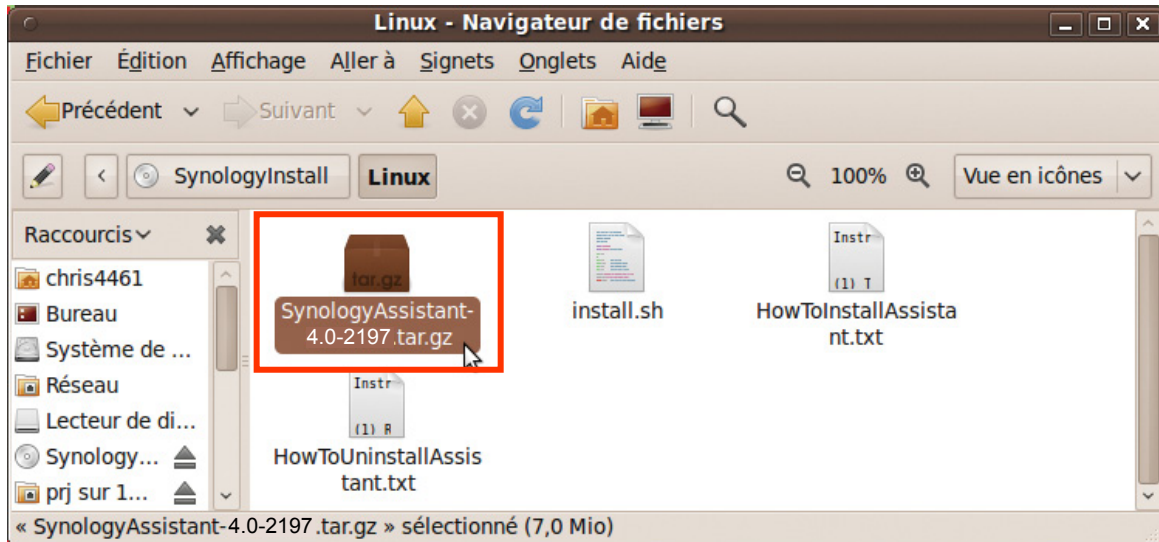 Linux - Navigateur de fichiers
Fichier Édition Affichage Aller à Signets Onglets Aide
Précédent Suivant
SynologyInstall Linux 100% Vue en icônes
Raccourcis
chris4461
Bureau
Système de ...
Réseau
Lecteur de di...
Synology...
prj sur 1...
tar.gz
SynologyAssistant-
4.0-2197.tar.gz
install.sh
Instr
(1) T
HowToInstallAssista
nt.txt
Instr
(1) R
HowToUninstallAssis
tant.txt
« SynologyAssistant-4.0-2197.tar.gz » sélectionné (7,0 Mio)